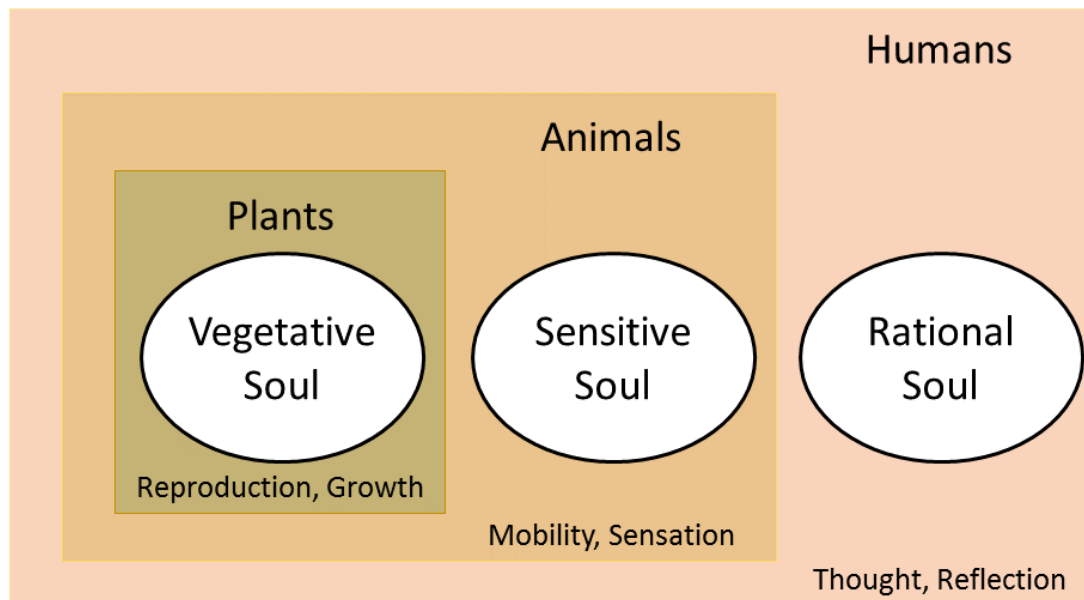 Humans
Animals
Plants
Vegetative
Soul
Sensitive
Soul
Rational
Soul
Reproduction, Growth
Mobility, Sensation
Thought, Reflection